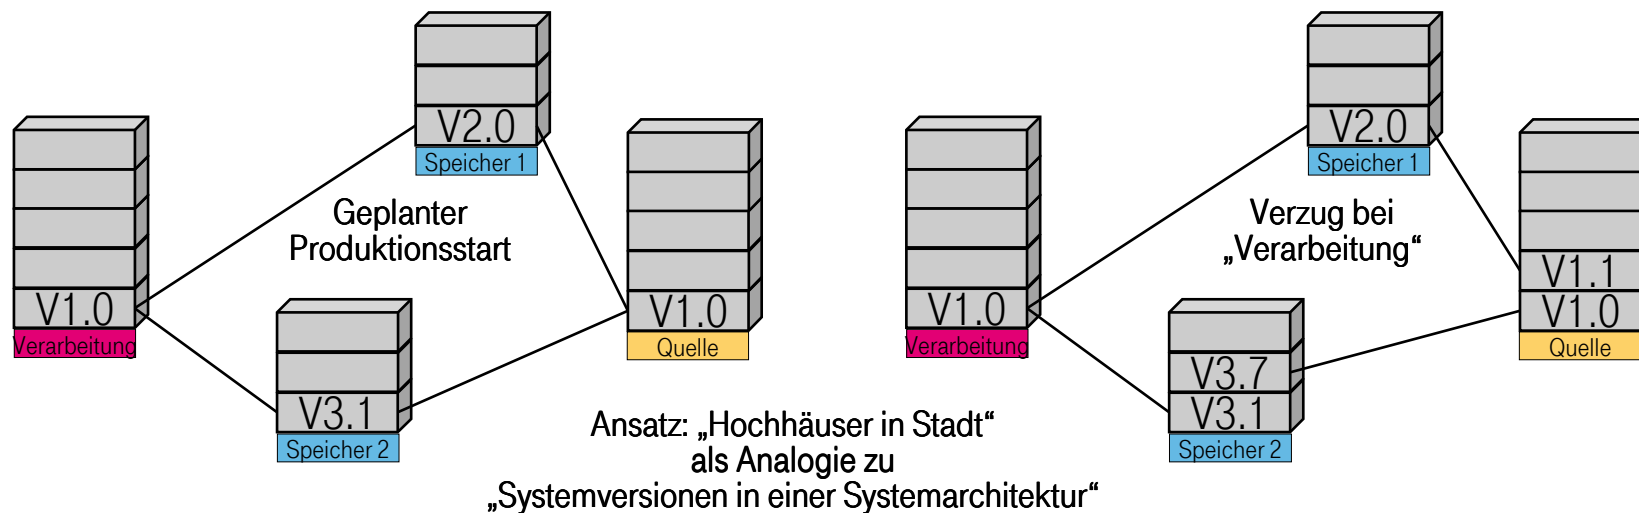 V2.0
Speicher 1
V1.0
Verarbeitung
Geplanter
Produktionsstart
V1.0
Quelle
V3.1
Speicher 2
V2.0
Speicher 1
V1.0
Verarbeitung
Verzug bei
„Verarbeitung“
V1.1
V1.0
Quelle
V3.7
V3.1
Speicher 2
Ansatz: „Hochhäuser in Stadt“
als Analogie zu
„Systemversionen in einer Systemarchitektur“